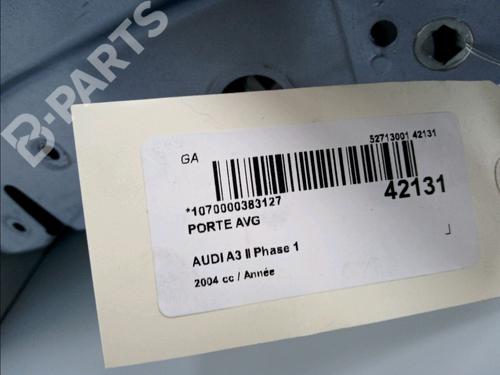 B-PARTS
GA
52713001 42131
*1070000383127
42131
PORTE AVG
AUDI A3 II Phase 1
2004 cc / Année